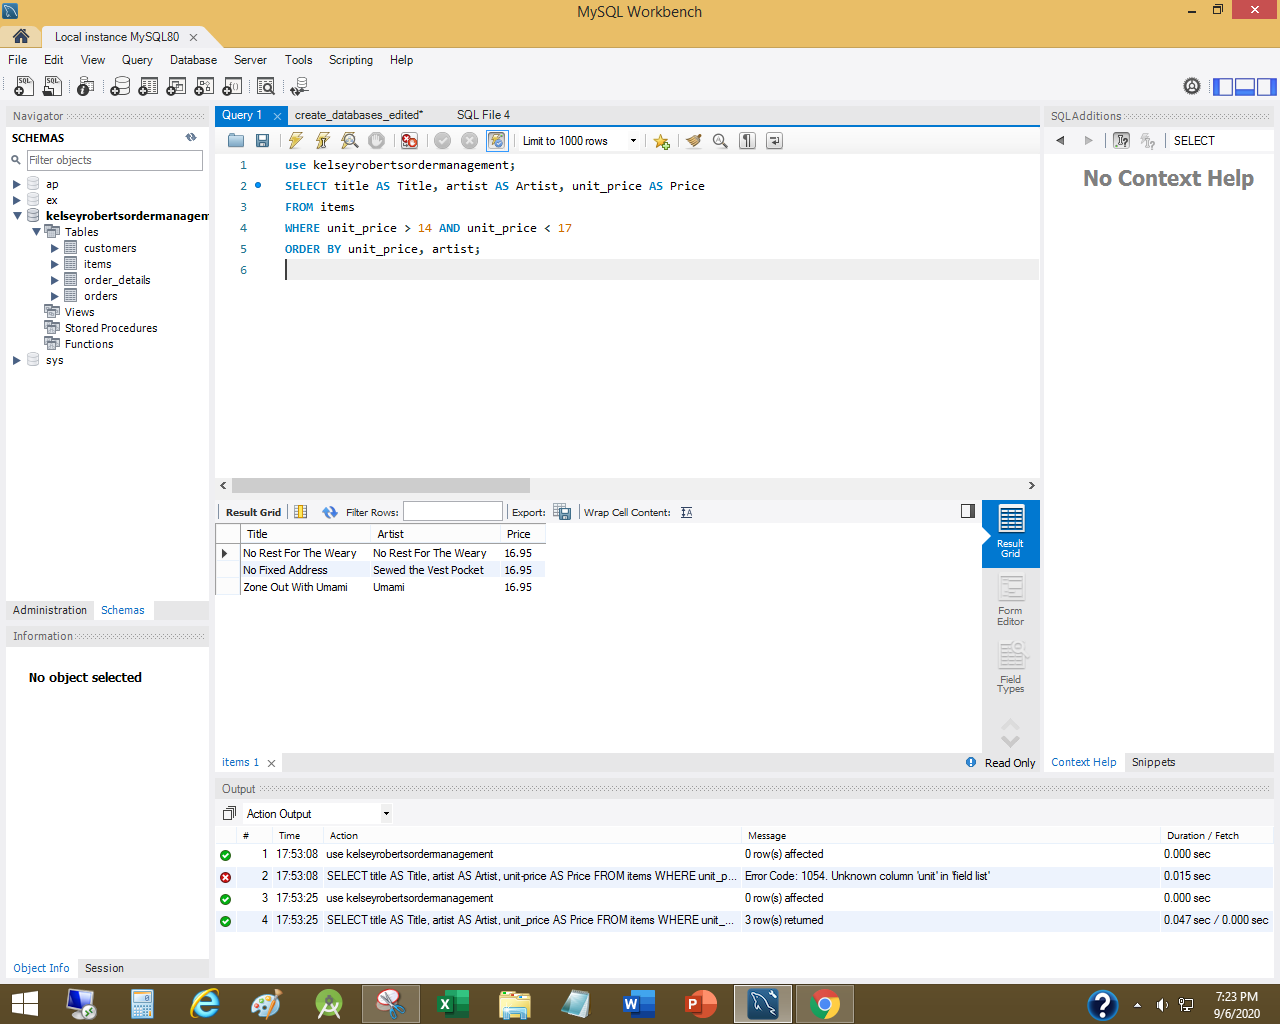 MySQL Workbench
Local instance MySQL80
File Edit View Query Database Server Tools Scripting Help
Navigator
SCHEMAS
Filter objects
ap
ex
kelseyrobertsordermanagem
Tables
customers
items
order_details
orders
Views
Stored Procedures
Functions
sys
Administration Schemas
Information
No object selected
Object Info Session
Query 1 create_databases_edited* SQL File 4
Limit to 1000 rows
1 use kelseyrobertsordermanagement;
2 SELECT title AS Title, artist AS Artist, unit_price AS Price
3 FROM items
4 WHERE unit_price > 14 AND unit_price < 17
5 ORDER BY unit_price, artist;
6
Result Grid Filter Rows: Export: Wrap Cell Content:
Title Artist Price
No Rest For The Weary No Rest For The Weary 16.95
No Fixed Address Sewed the Vest Pocket 16.95
Zone Out With Umami Umami 16.95
Result
Grid
Form
Editor
Field
Types
items 1 Read Only
SQLAdditions
SELECT
No Context Help
Context Help Snippets
Output
Action Output
# Time Action Message Duration / Fetch
1 17:53:08 use kelseyrobertsordermanagement 0 row(s) affected 0.000 sec
2 17:53:08 SELECT title AS Title, artist AS Artist, unit-price AS Price FROM items WHERE unit_p... Error Code: 1054. Unknown column 'unit' in 'field list' 0.015 sec
3 17:53:25 use kelseyrobertsordermanagement 0 row(s) affected 0.000 sec
4 17:53:25 SELECT title AS Title, artist AS Artist, unit_price AS Price FROM items WHERE unit_... 3 row(s) returned 0.047 sec / 0.000 sec
7:23 PM
9/6/2020